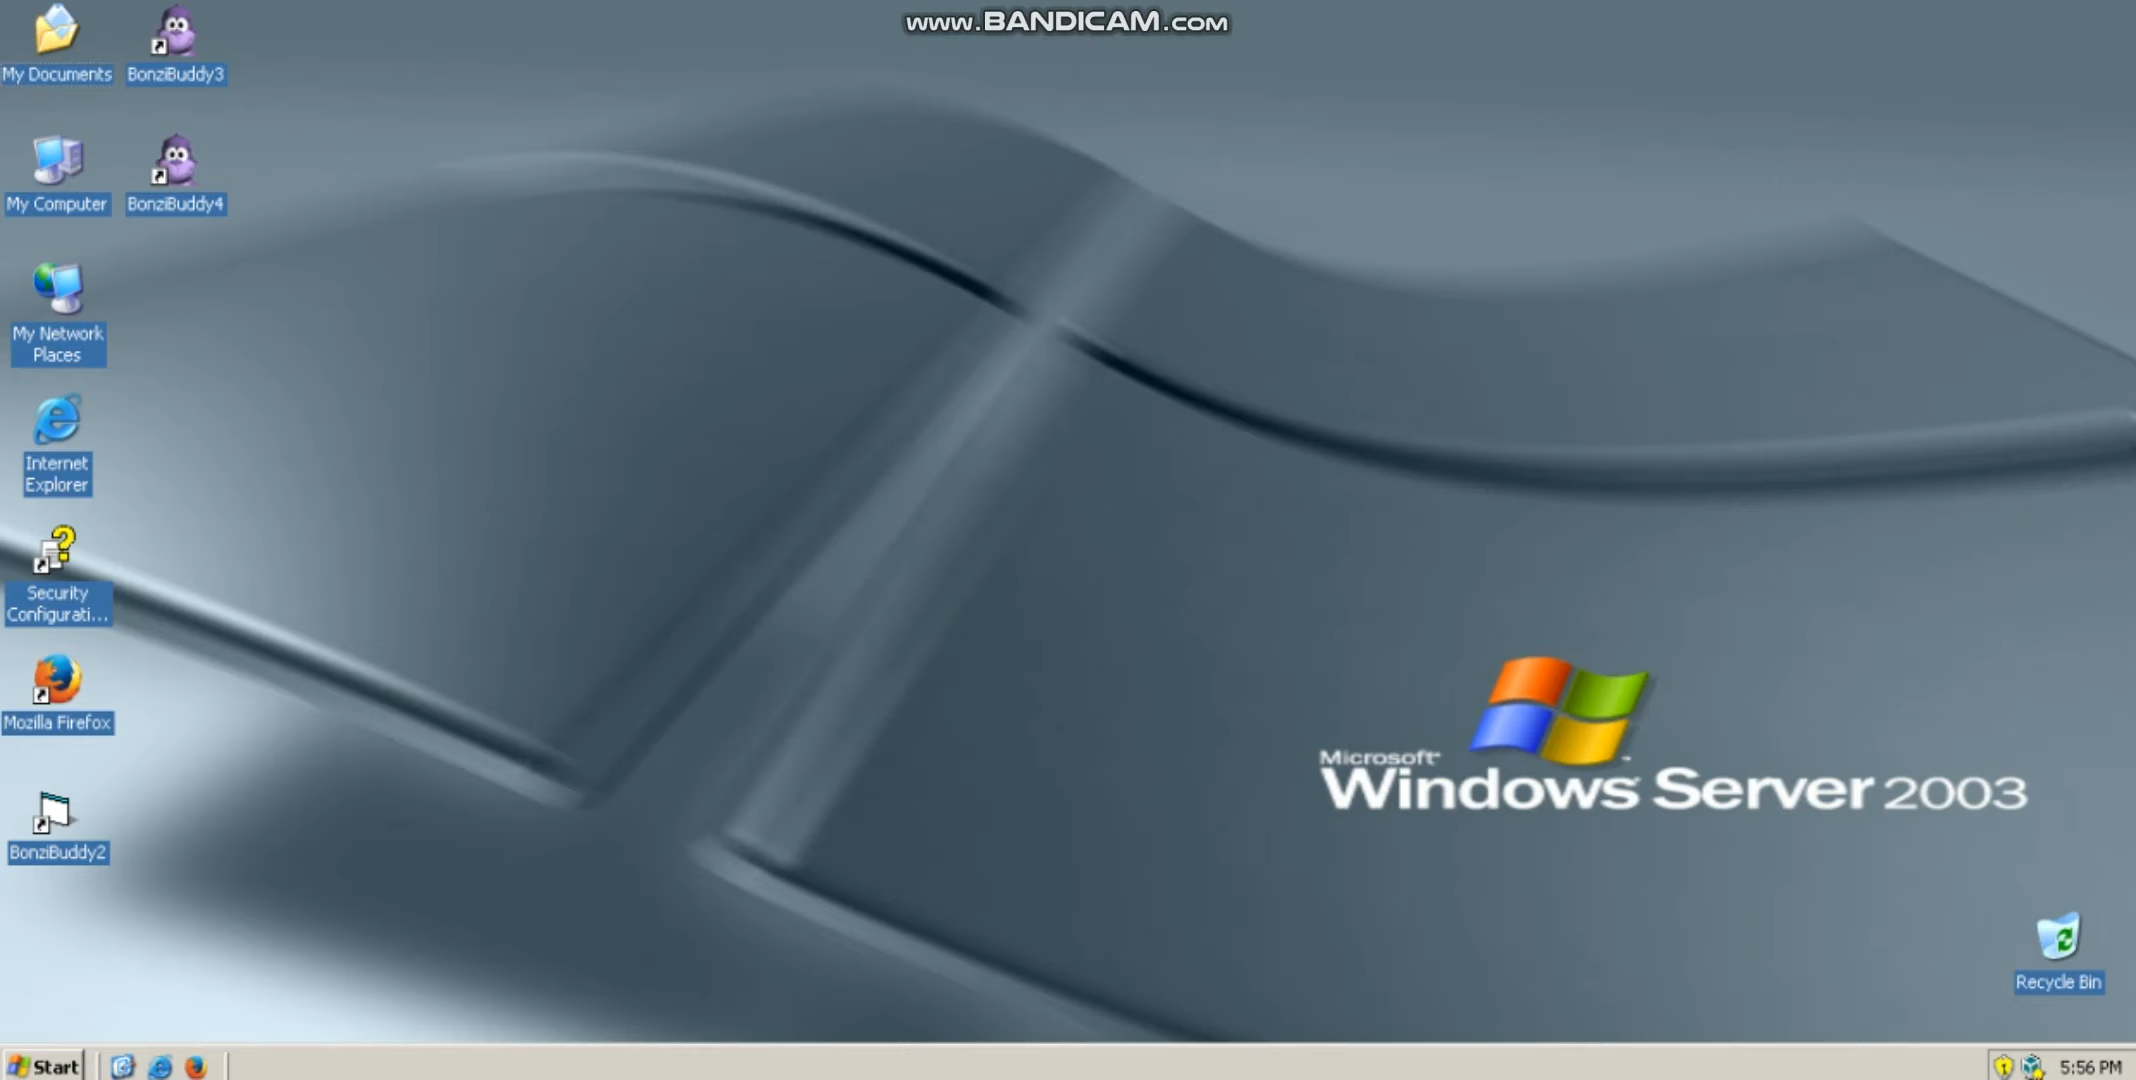 www.BANDICAM.com
My Documents
BonziBuddy3
My Computer
BonziBuddy4
My Network
Places
Internet
Explorer
Security
Configurati...
Mozilla Firefox
BonziBuddy2
Microsoft
Windows Server 2003
Recycle Bin
Start
5:56 PM